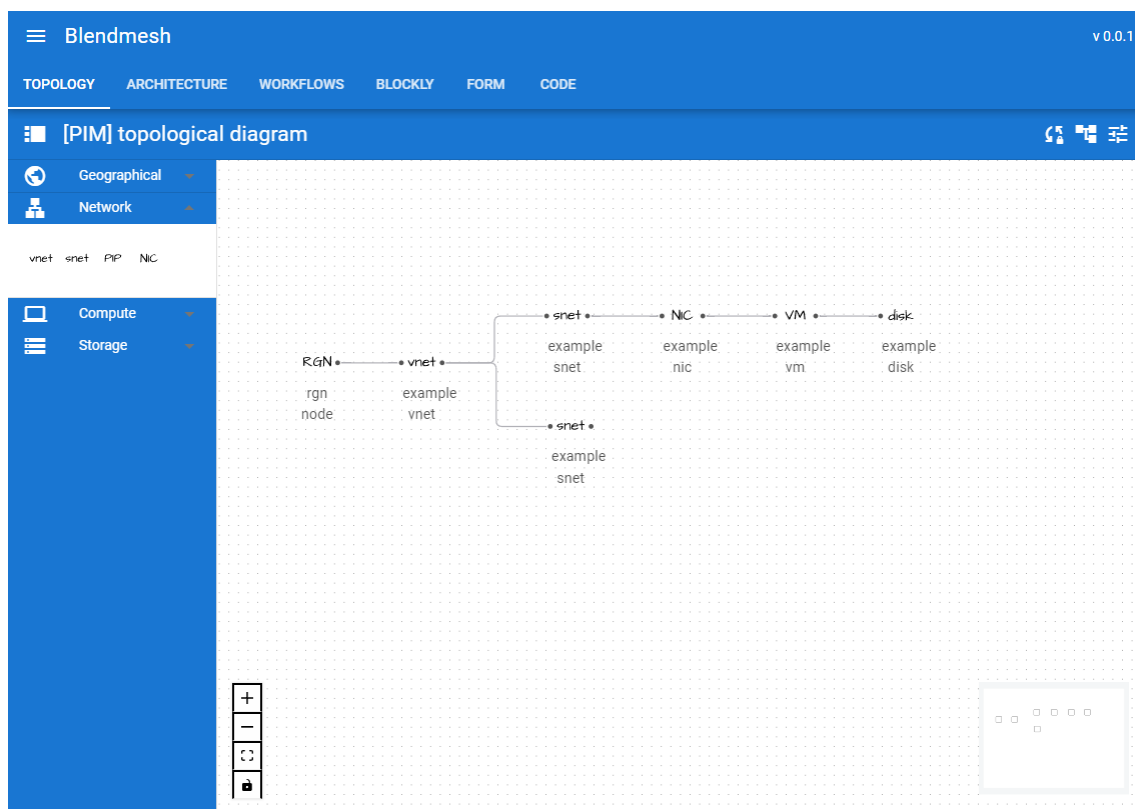 Blendmesh
v 0.0.1
TOPOLOGY ARCHITECTURE WORKFLOWS BLOCKLY FORM CODE
[PIM] topological diagram
Geographical
Network
vnet snet PIP NIC
Compute
Storage
snet NIC VM disk
example example example example
snet nic vm disk
RGN vnet
rgn example
node vnet
snet
example
snet